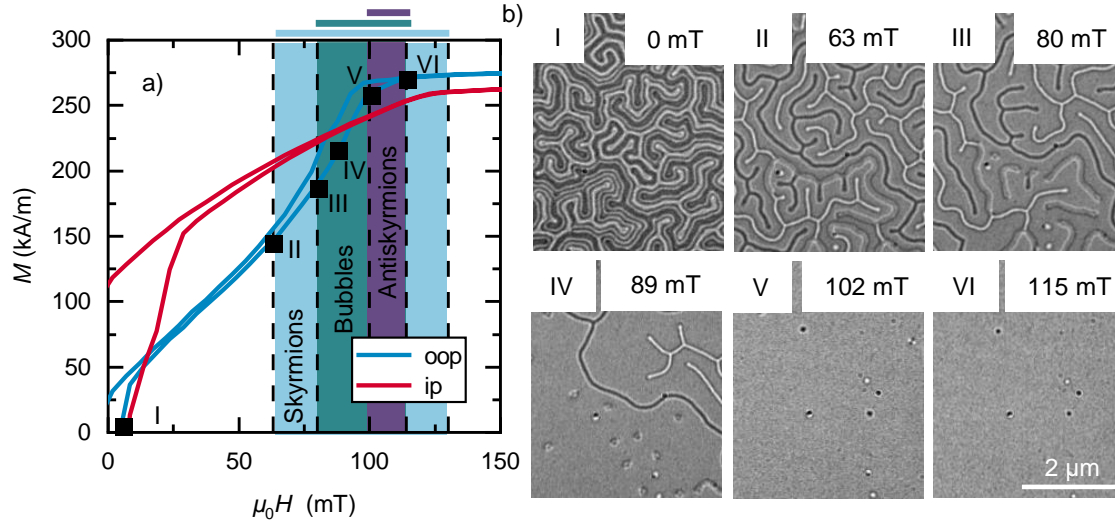 a)
300
250
200
150
100
50
0
M (kA/m)
0
50
100
150
μ₀H (mT)
I
II
III
IV
V
VI
Skyrmions
Bubbles
Antiskyrmions
oop
ip
b)
I 0 mT
II 63 mT
III 80 mT
IV 89 mT
V 102 mT
VI 115 mT
2 μm